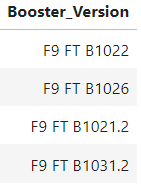 Booster_Version
F9 FT B1022
F9 FT B1026
F9 FT B1021.2
F9 FT B1031.2